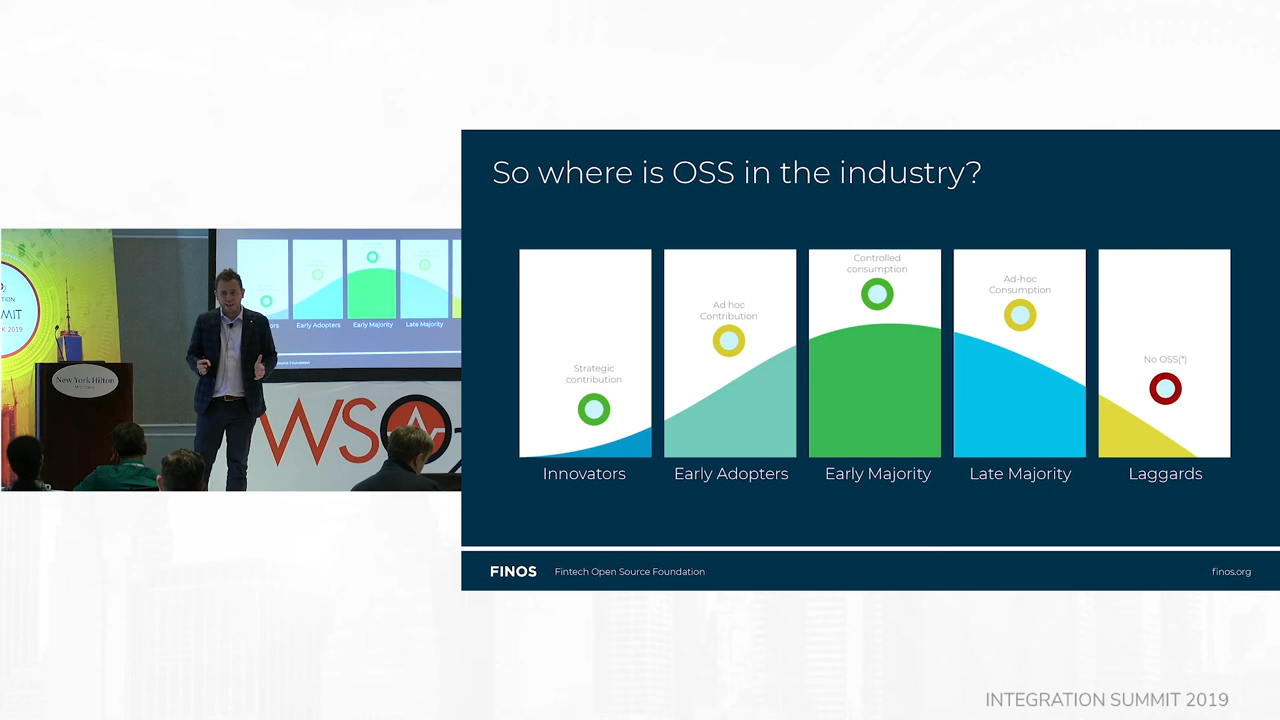 So where is OSS in the industry?
Strategic
contribution
Ad hoc
Contribution
Controlled
consumption
Ad-hoc
Consumption
No OSS(*)
Innovators
Early Adopters
Early Majority
Late Majority
Laggards
FINOS
Fintech Open Source Foundation
finos.org
Early Adopters
Early Majority
Late Majority
New York Hilton
WSO2
INTEGRATION SUMMIT 2019